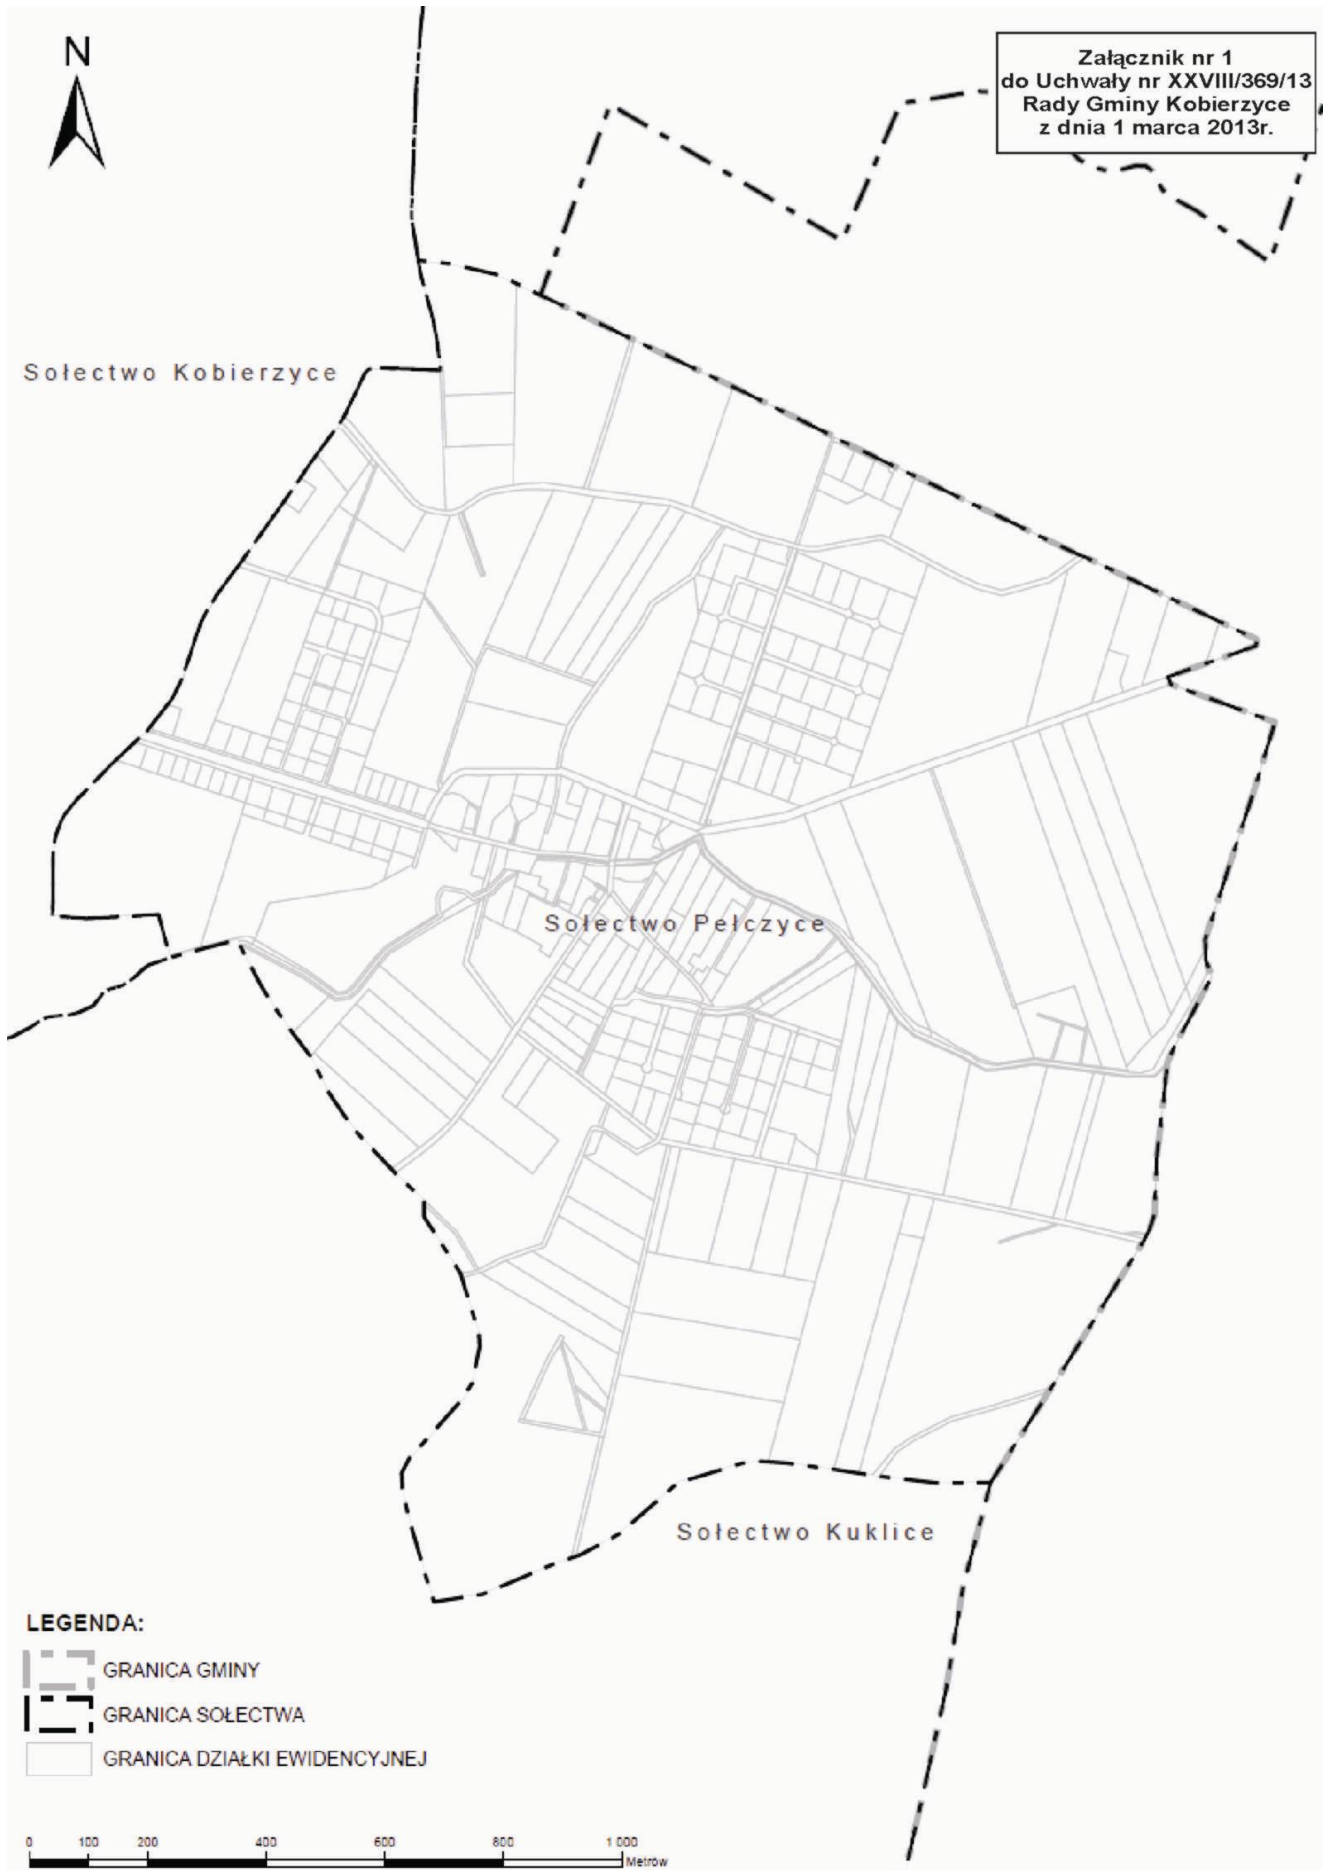 N
Załącznik nr 1
do Uchwały nr XXVIII/369/13
Rady Gminy Kobierzyce
z dnia 1 marca 2013r.
Sołectwo Kobierzyce
Sołectwo Pełczyce
Sołectwo Kuklice
LEGENDA:
GRANICA GMINY
GRANICA SOŁECTWA
GRANICA DZIAŁKI EWIDENCYJNEJ
0 100 200 400 600 800 1 000
Metrów